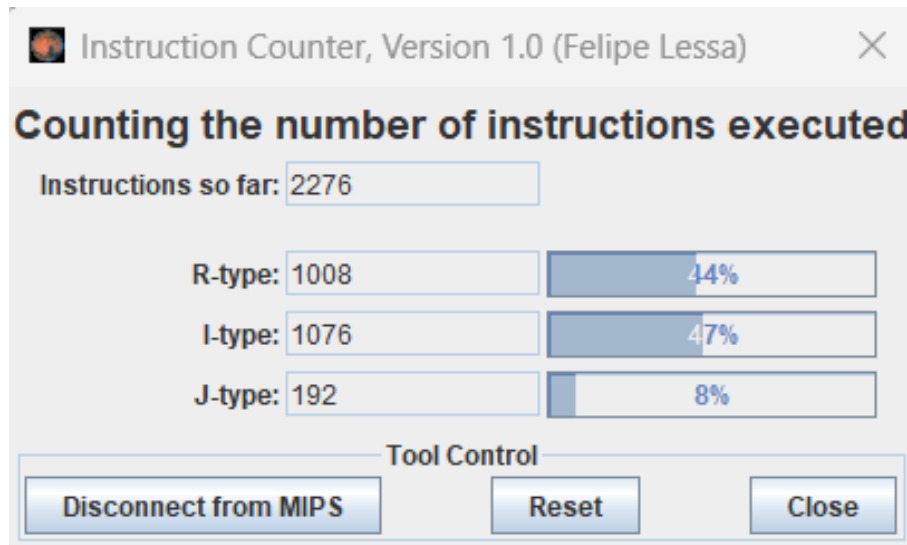 Instruction Counter, Version 1.0 (Felipe Lessa)
Counting the number of instructions executed
Instructions so far: 2276
R-type: 1008 44%
I-type: 1076 47%
J-type: 192 8%
Tool Control
Disconnect from MIPS Reset Close